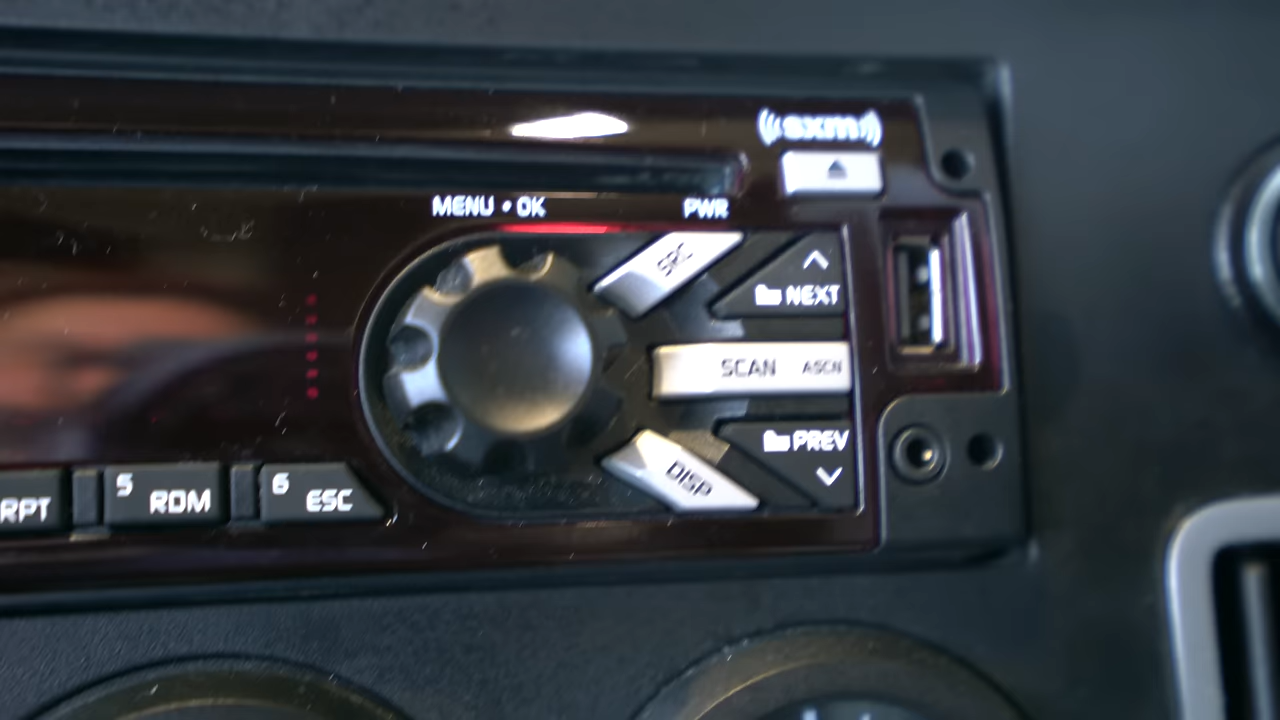 ((sxm))
MENU • OK PWR
SRC
NEXT
SCAN ASCN
PREV
DISP
RPT
5 RDM
6 ESC